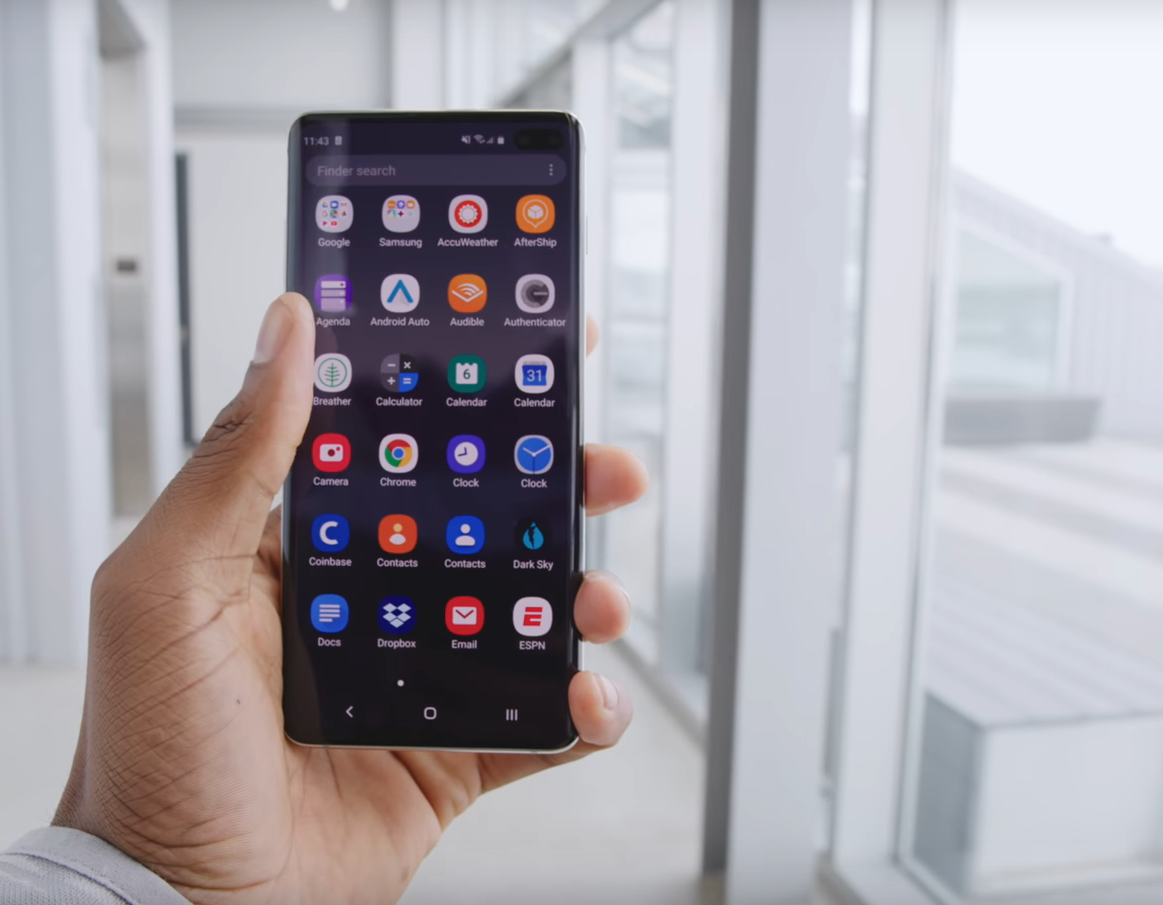 11:43
Finder search
Google Samsung AccuWeather AfterShip
Agenda Android Auto Audible Authenticator
Breather Calculator Calendar Calendar
6 31
Camera Chrome Clock Clock
Coinbase Contacts Contacts Dark Sky
Docs Dropbox Email ESPN